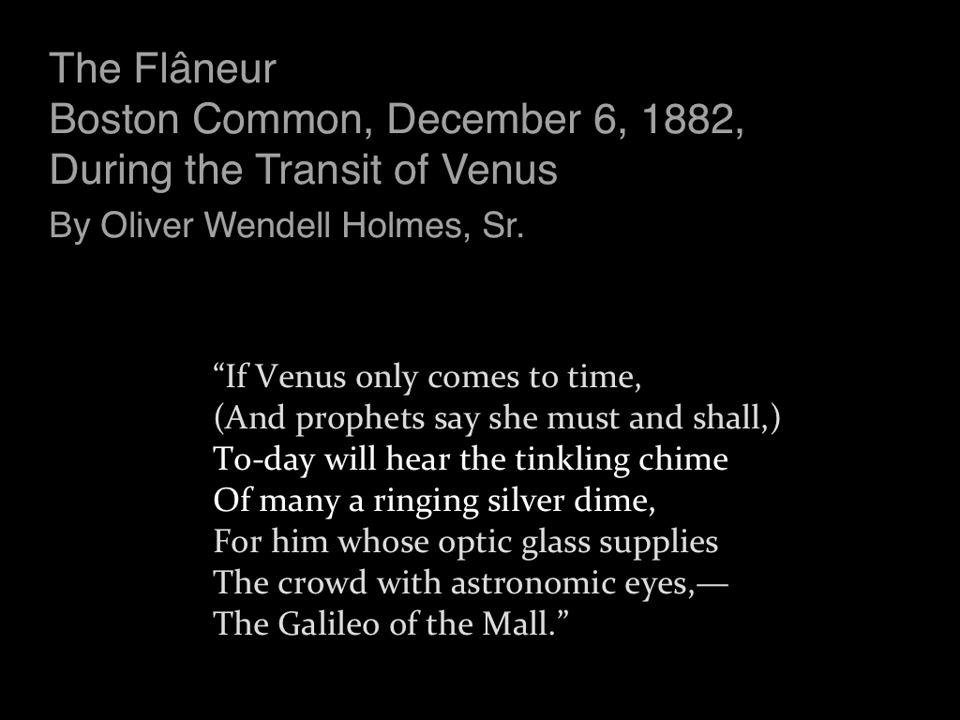 The Flâneur
Boston Common, December 6, 1882,
During the Transit of Venus
By Oliver Wendell Holmes, Sr.
“If Venus only comes to time,
(And prophets say she must and shall,)
To-day will hear the tinkling chime
Of many a ringing silver dime,
For him whose optic glass supplies
The crowd with astronomic eyes,—
The Galileo of the Mall.”